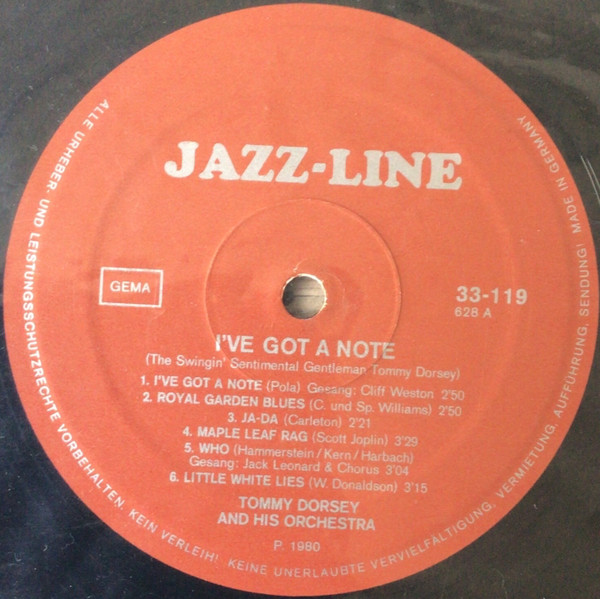 JAZZ-LINE
GEMA
33-119
628 A
I'VE GOT A NOTE
(The Swingin' Sentimental Gentleman Tommy Dorsey)
1. I'VE GOT A NOTE (Pola) Gesang: Cliff Weston 2'50
2. ROYAL GARDEN BLUES (C. und Sp. Williams) 2'50
3. JA-DA (Carleton) 2'21
4. MAPLE LEAF RAG (Scott Joplin) 3'29
5. WHO (Hammerstein/Kern/Harbach)
Gesang: Jack Leonard & Chorus 3'04
6. LITTLE WHITE LIES (W. Donaldson) 3'15
TOMMY DORSEY
AND HIS ORCHESTRA
P. 1980
ALLE URHEBER- UND LEISTUNGSSCHUTZRECHTE VORBEHALTEN. KEIN VERLEIH! KEINE UNERLAUBTE VERVIELFÄLTIGUNG, VERMIETUNG, AUFFÜHRUNG, SENDUNG! MADE IN GERMANY